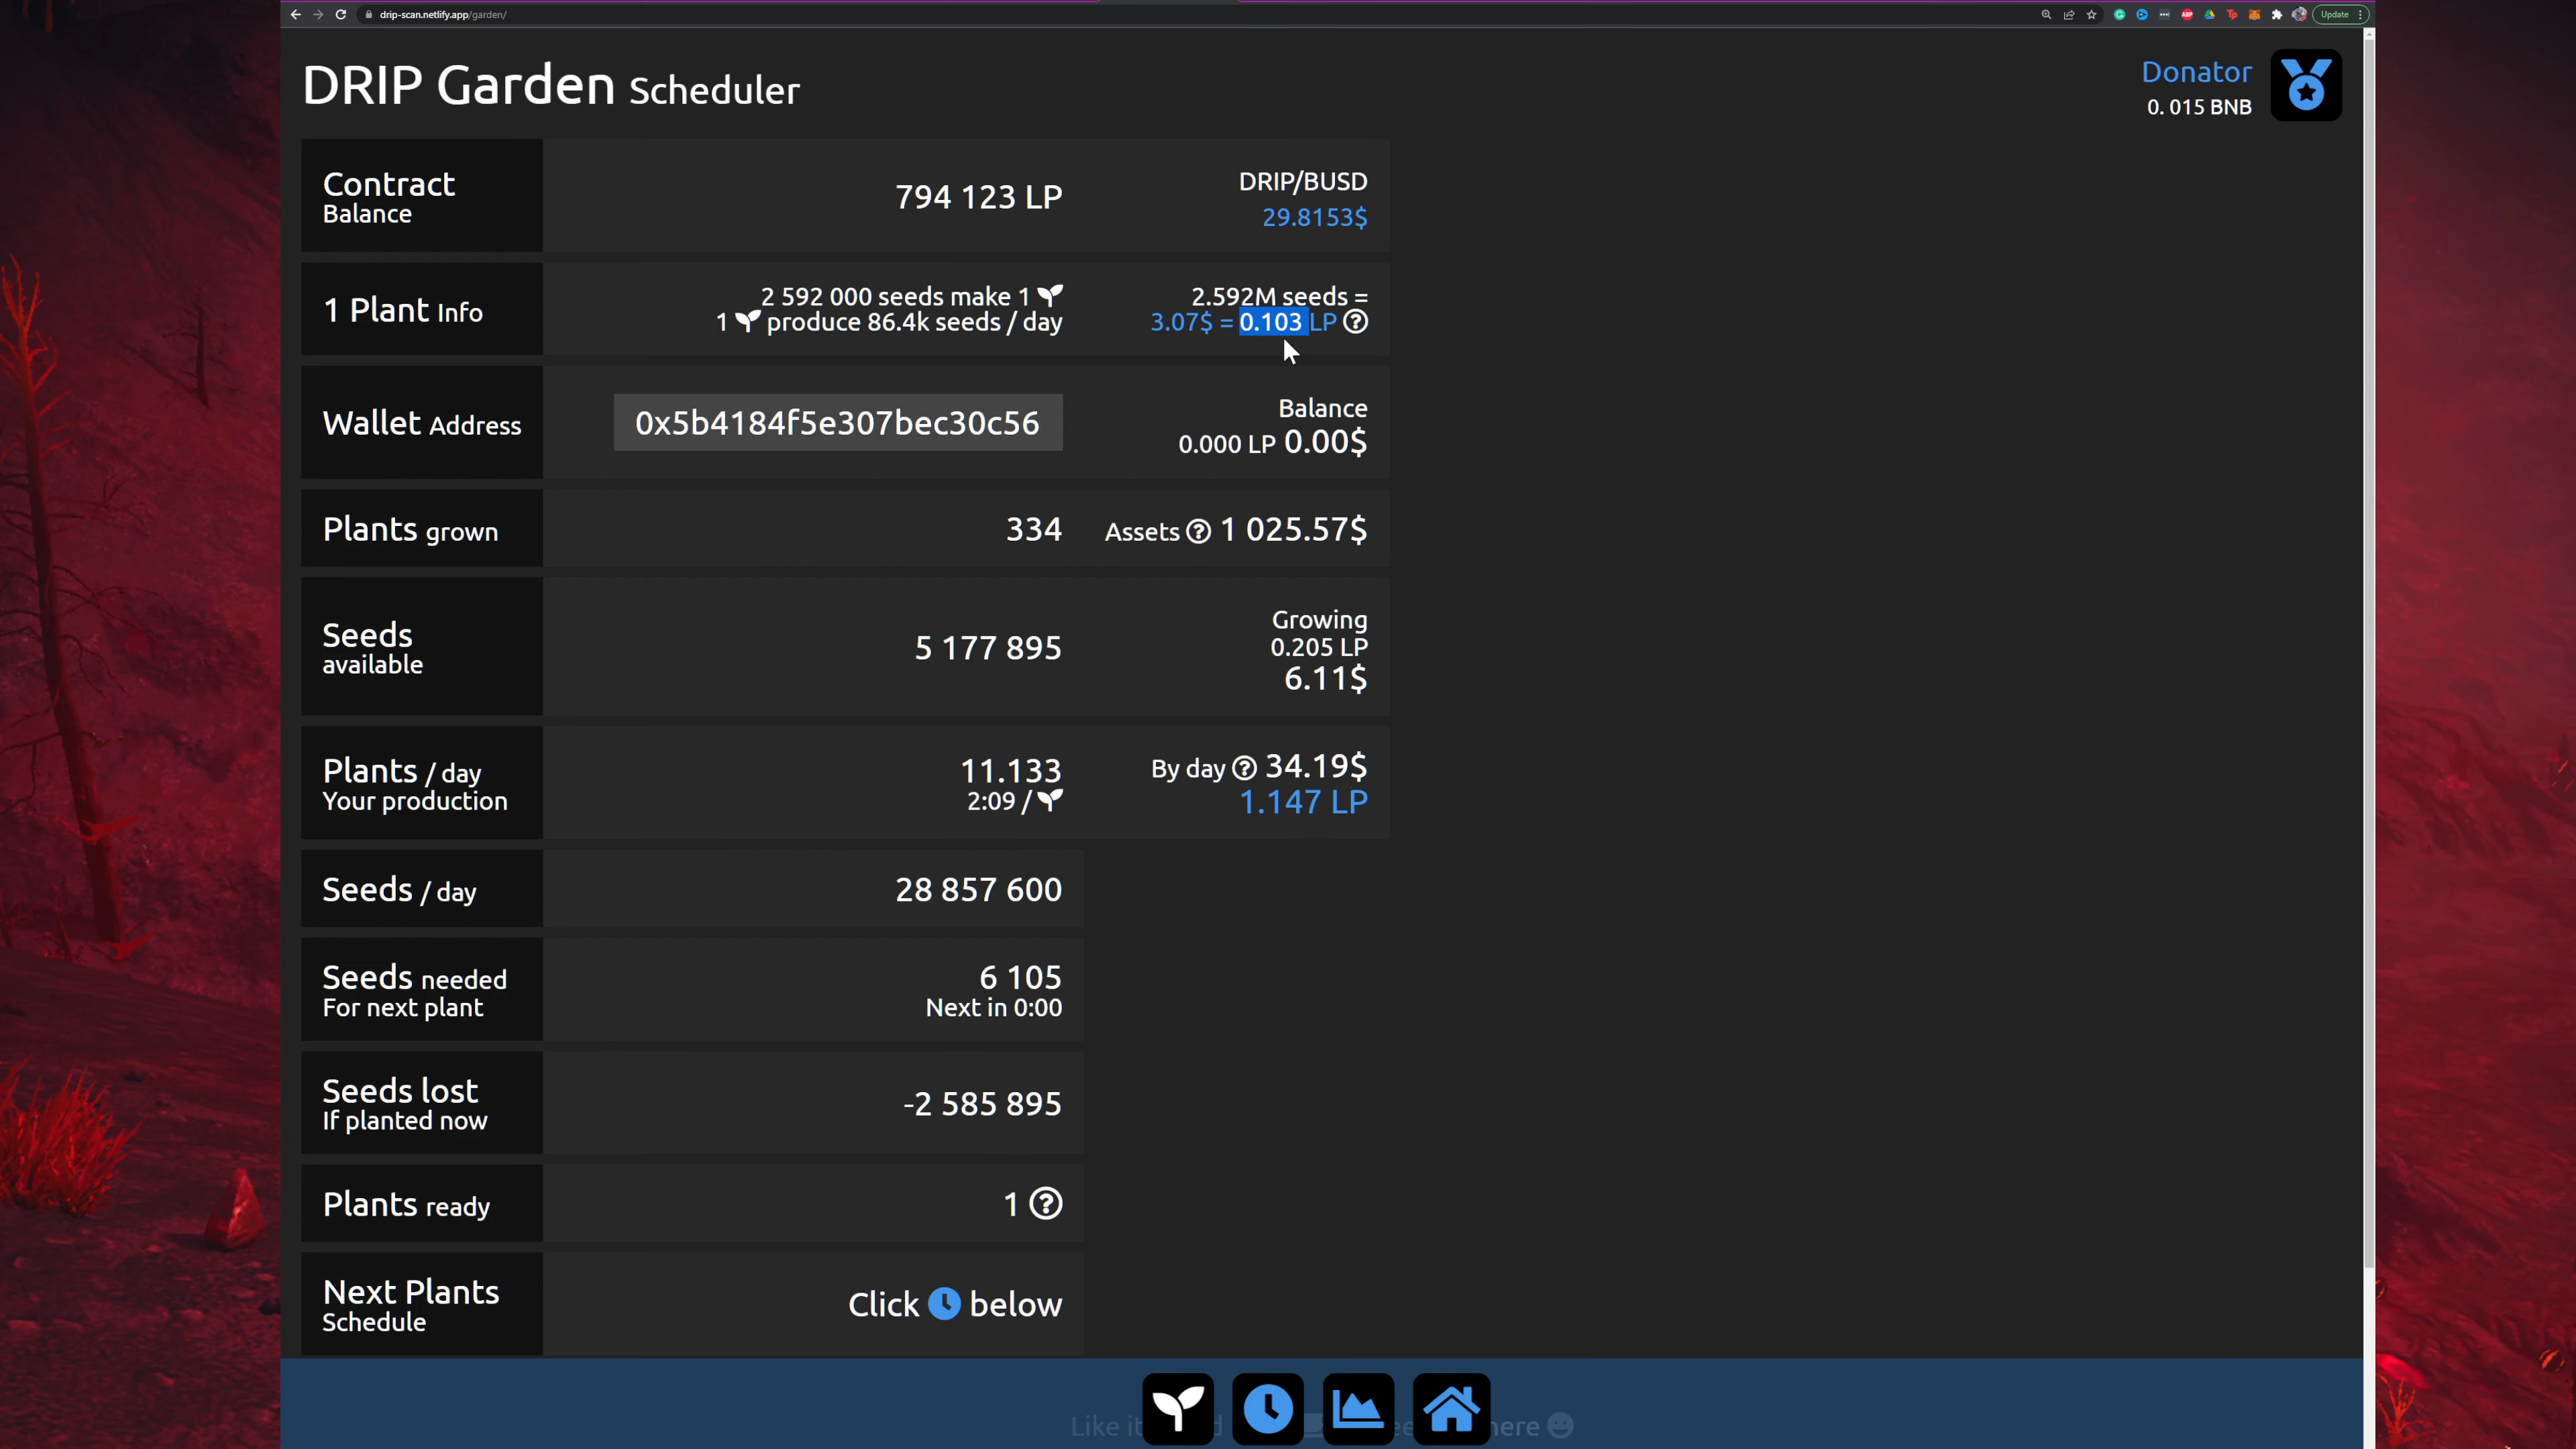 drip-scan.netlify.app/garden/
Update
DRIP Garden Scheduler
Donator
0. 015 BNB
Contract
Balance
794 123 LP
DRIP/BUSD
29.8153$
1 Plant Info
2 592 000 seeds make 1
1 produce 86.4k seeds / day
2.592M seeds =
3.07$ = 0.103 LP
Wallet Address
0x5b4184f5e307bec30c56
Balance
0.000 LP 0.00$
Plants grown
334
Assets 1 025.57$
Seeds
available
5 177 895
Growing
0.205 LP
6.11$
Plants / day
Your production
11.133
2:09 /
By day 34.19$
1.147 LP
Seeds / day
28 857 600
Seeds needed
For next plant
6 105
Next in 0:00
Seeds lost
If planted now
-2 585 895
Plants ready
1
Next Plants
Schedule
Click below
Like it
here